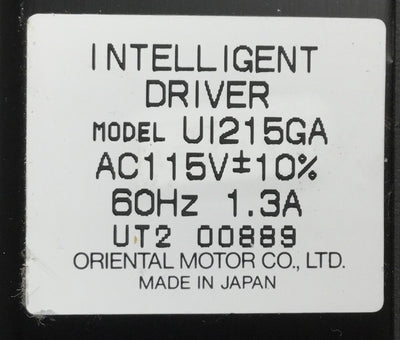 INTELLIGENT
DRIVER
MODEL UI215GA
AC115V±10%
60Hz 1.3A
UT2 00889
ORIENTAL MOTOR CO., LTD.
MADE IN JAPAN